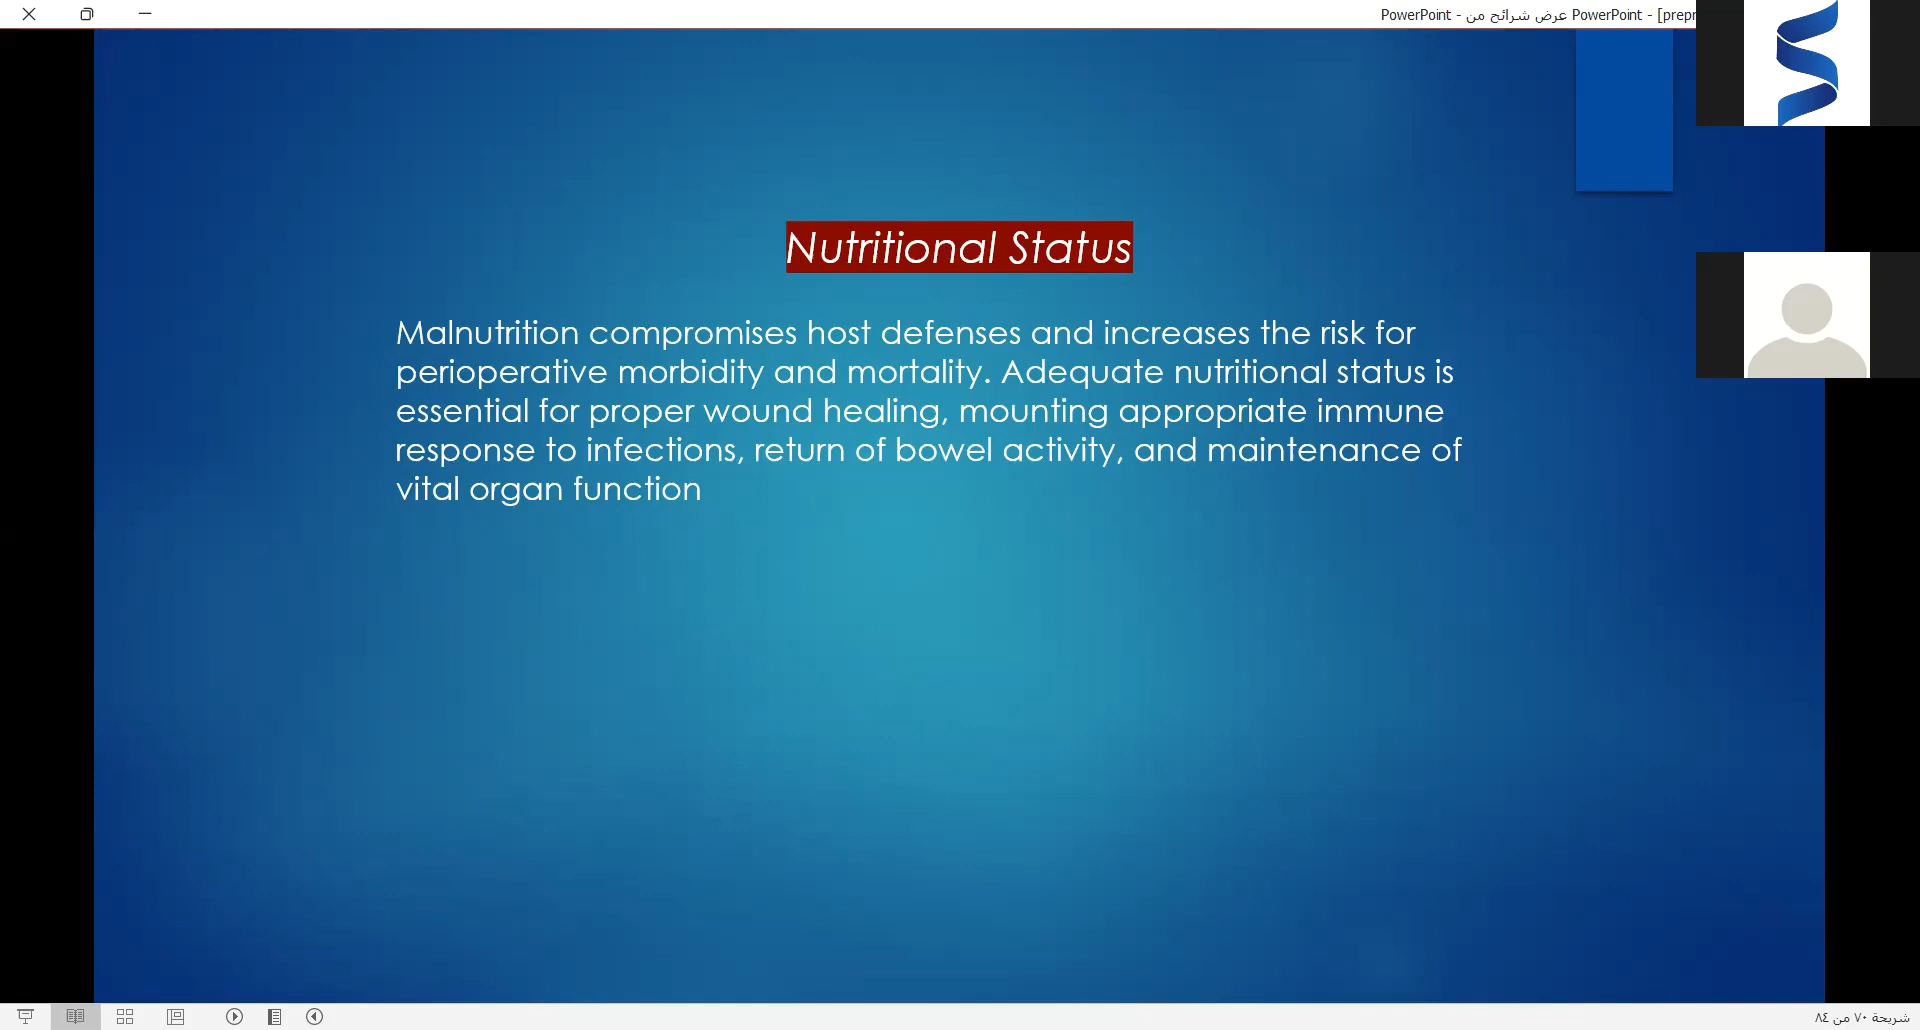 PowerPoint - عرض شرائح من PowerPoint - [prepr
Nutritional Status
Malnutrition compromises host defenses and increases the risk for
perioperative morbidity and mortality. Adequate nutritional status is
essential for proper wound healing, mounting appropriate immune
response to infections, return of bowel activity, and maintenance of
vital organ function
شريحة ٧٠ من ٨٤